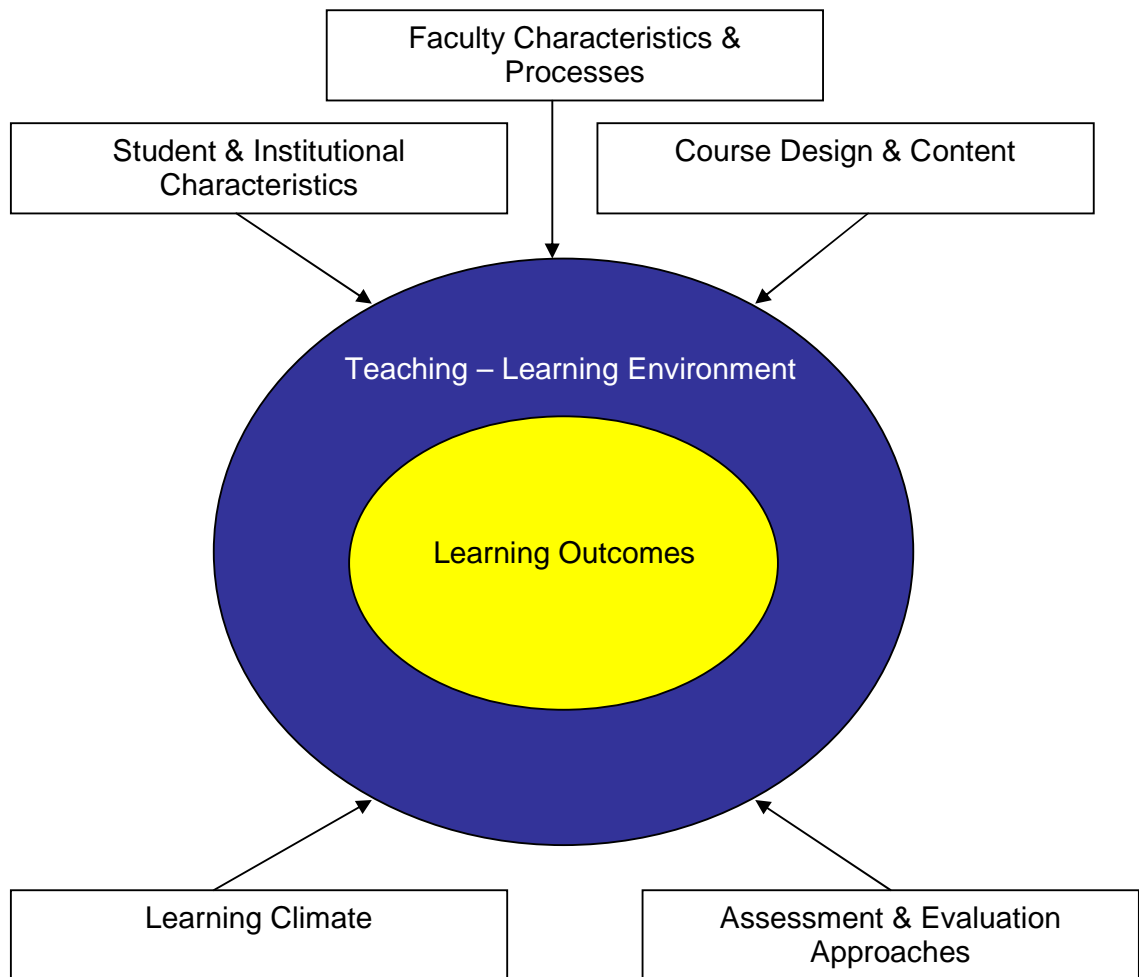 Faculty Characteristics &
Processes
Student & Institutional
Characteristics
Course Design & Content
Teaching – Learning Environment
Learning Outcomes
Learning Climate
Assessment & Evaluation
Approaches